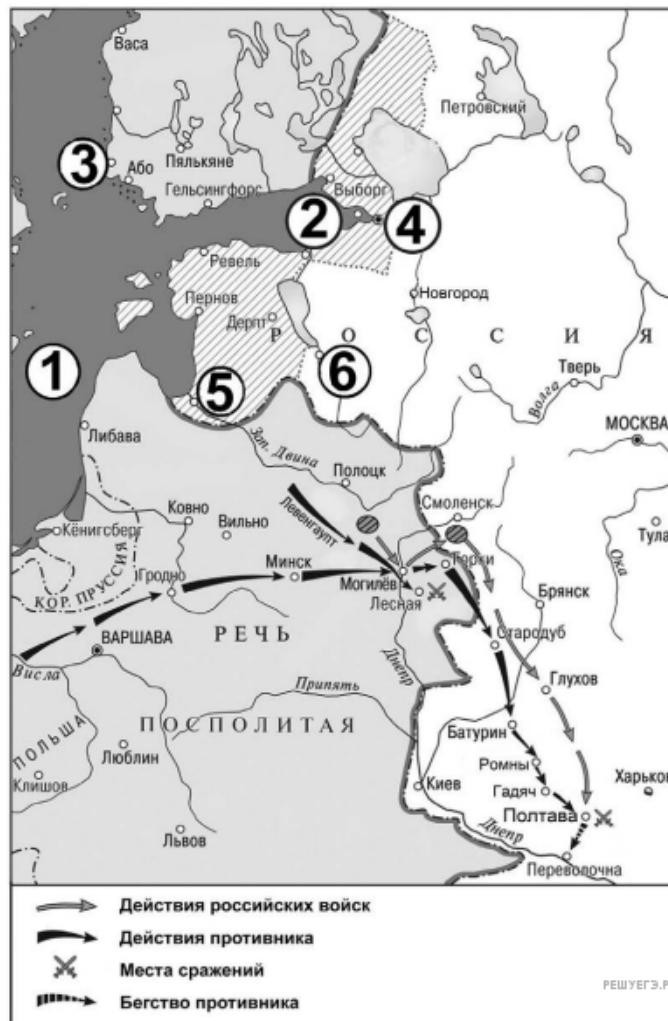 Васа
Петровский
3
Або
Пялькяне
Гельсингфорс
Выборг
2
4
Ревель
Пернов
Дерпт
Новгород
РОССИЯ
1
5
6
Тверь
Волга
МОСКВА
Либава
Зап. Двина
Полоцк
Левенгаупт
Смоленск
Тула
Ока
Кёнигсберг
Ковно
Вильно
КОР. ПРУССИЯ
Гродно
Минск
Могилёв
Горки
Лесная
Брянск
РЕЧЬ
ВАРШАВА
Стародуб
Висла
Днепр
Припять
Глухов
ПОСПОЛИТАЯ
ПОЛЬША
Люблин
Батурин
Клишов
Ромны
Киев
Гадяч
Харьков
Полтава
Львов
Днепр
Переволочна
Действия российских войск
Действия противника
Места сражений
Бегство противника
РЕШУЕГЭ.Р